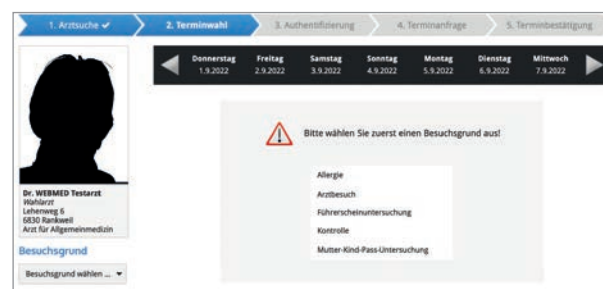 1. Arztsuche ✔
2. Terminwahl
3. Authentifizierung
4. Terminanfrage
5. Terminbestätigung
Donnerstag Freitag Samstag Sonntag Montag Dienstag Mittwoch
1.9.2022 2.9.2022 3.9.2022 4.9.2022 5.9.2022 6.9.2022 7.9.2022
Bitte wählen Sie zuerst einen Besuchsgrund aus!
Allergie
Arztbesuch
Führerscheinuntersuchung
Kontrolle
Mutter-Kind-Pass-Untersuchung
Dr. WEBMED Testarzt
Wahlarzt
Lehenweg 6
6830 Rankweil
Arzt für Allgemeinmedizin
Besuchsgrund
Besuchsgrund wählen ...